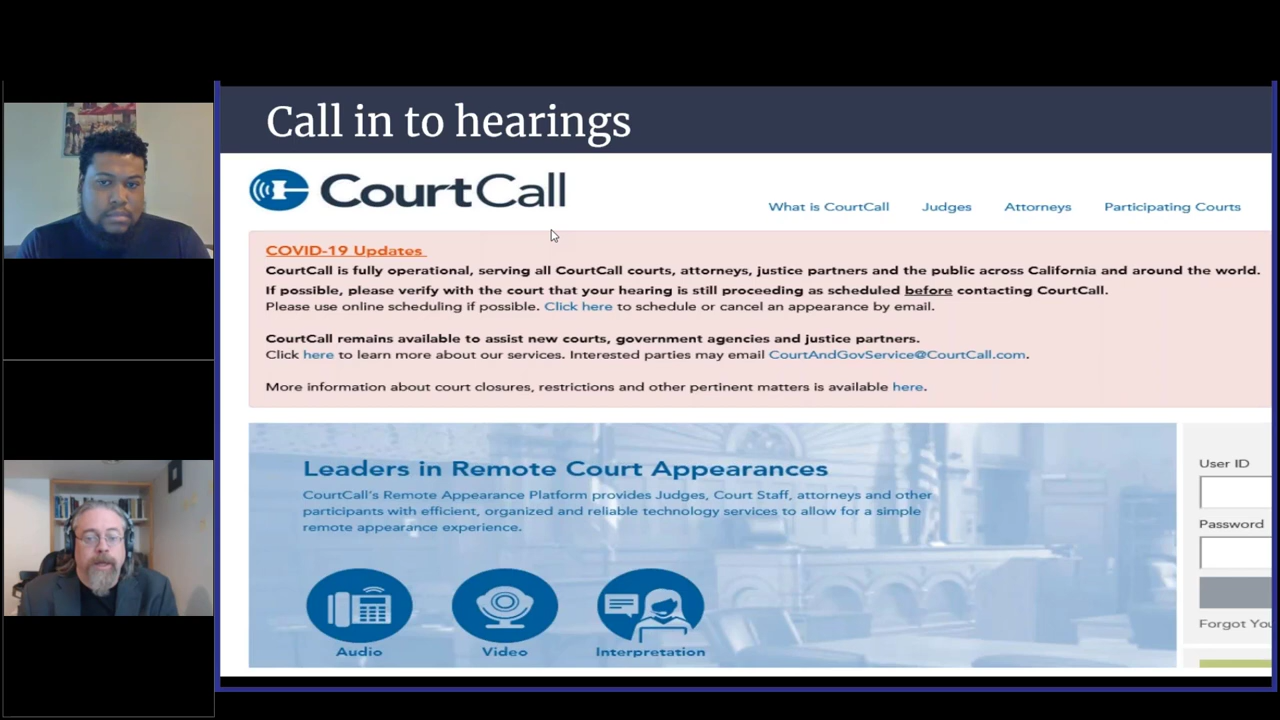 Call in to hearings
CourtCall
What is CourtCall Judges Attorneys Participating Courts
COVID-19 Updates
CourtCall is fully operational, serving all CourtCall courts, attorneys, justice partners and the public across California and around the world.
If possible, please verify with the court that your hearing is still proceeding as scheduled before contacting CourtCall.
Please use online scheduling if possible. Click here to schedule or cancel an appearance by email.
CourtCall remains available to assist new courts, government agencies and justice partners.
Click here to learn more about our services. Interested parties may email CourtAndGovService@CourtCall.com.
More information about court closures, restrictions and other pertinent matters is available here.
Leaders in Remote Court Appearances
CourtCall's Remote Appearance Platform provides Judges, Court Staff, attorneys and other
participants with efficient, organized and reliable technology services to allow for a simple
remote appearance experience.
Audio Video Interpretation
User ID
Password
Forgot You